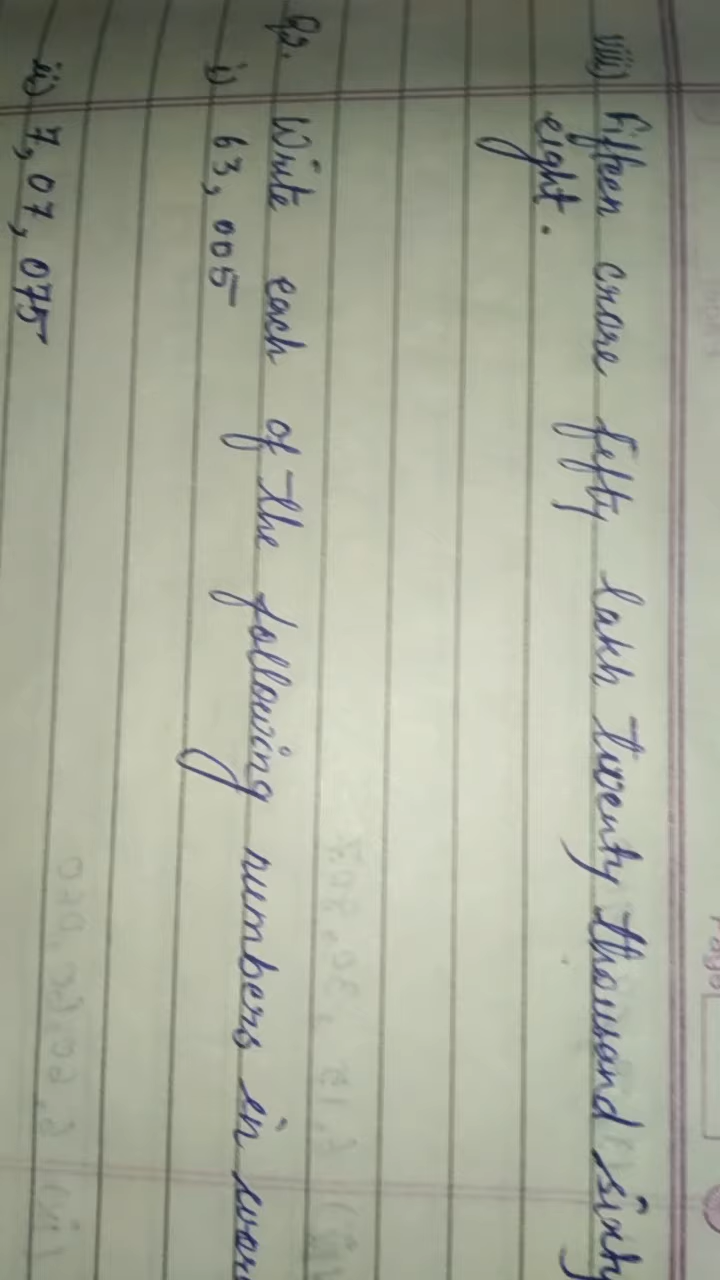 viii) Fifteen crore fifty lakh twenty thousand sixty
eight.
Q2. Write each of the following numbers in
i) 63,005
ii) 7,07,075